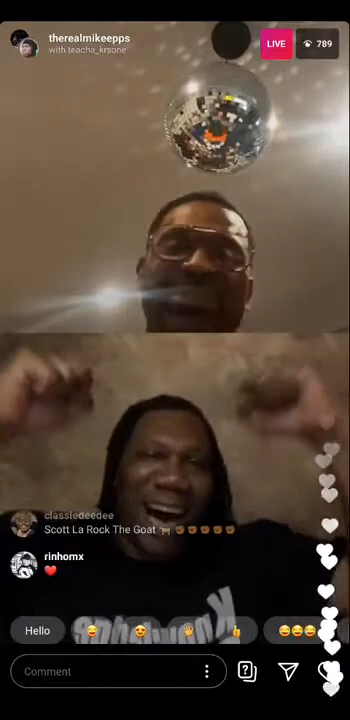 therealmikeepps
with teacha_krsone
LIVE
789
classiedeedee
Scott La Rock The Goat 🐐 ✊🏾✊🏾✊🏾✊🏾✊🏾
rinhomx
❤️
Hello 😂 😍 👋 👍 😂😂😂
Comment